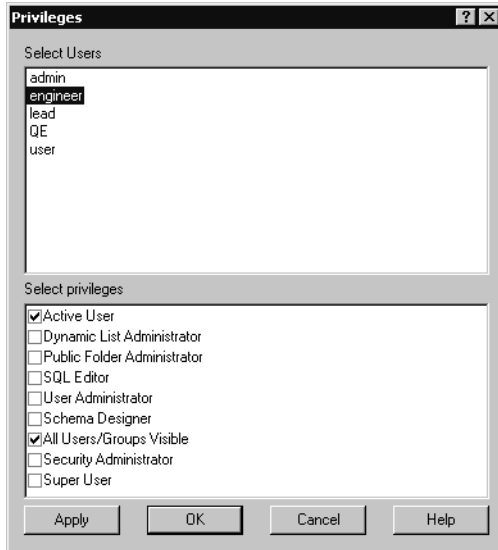 Privileges
Select Users
admin
engineer
lead
QE
user
Select privileges
Active User
Dynamic List Administrator
Public Folder Administrator
SQL Editor
User Administrator
Schema Designer
All Users/Groups Visible
Security Administrator
Super User
Apply OK Cancel Help